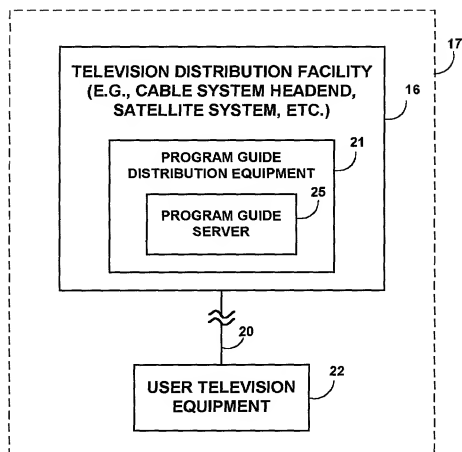 17
TELEVISION DISTRIBUTION FACILITY
(E.G., CABLE SYSTEM HEADEND,
SATELLITE SYSTEM, ETC.)
16
PROGRAM GUIDE
DISTRIBUTION EQUIPMENT
21
25
PROGRAM GUIDE
SERVER
20
22
USER TELEVISION
EQUIPMENT